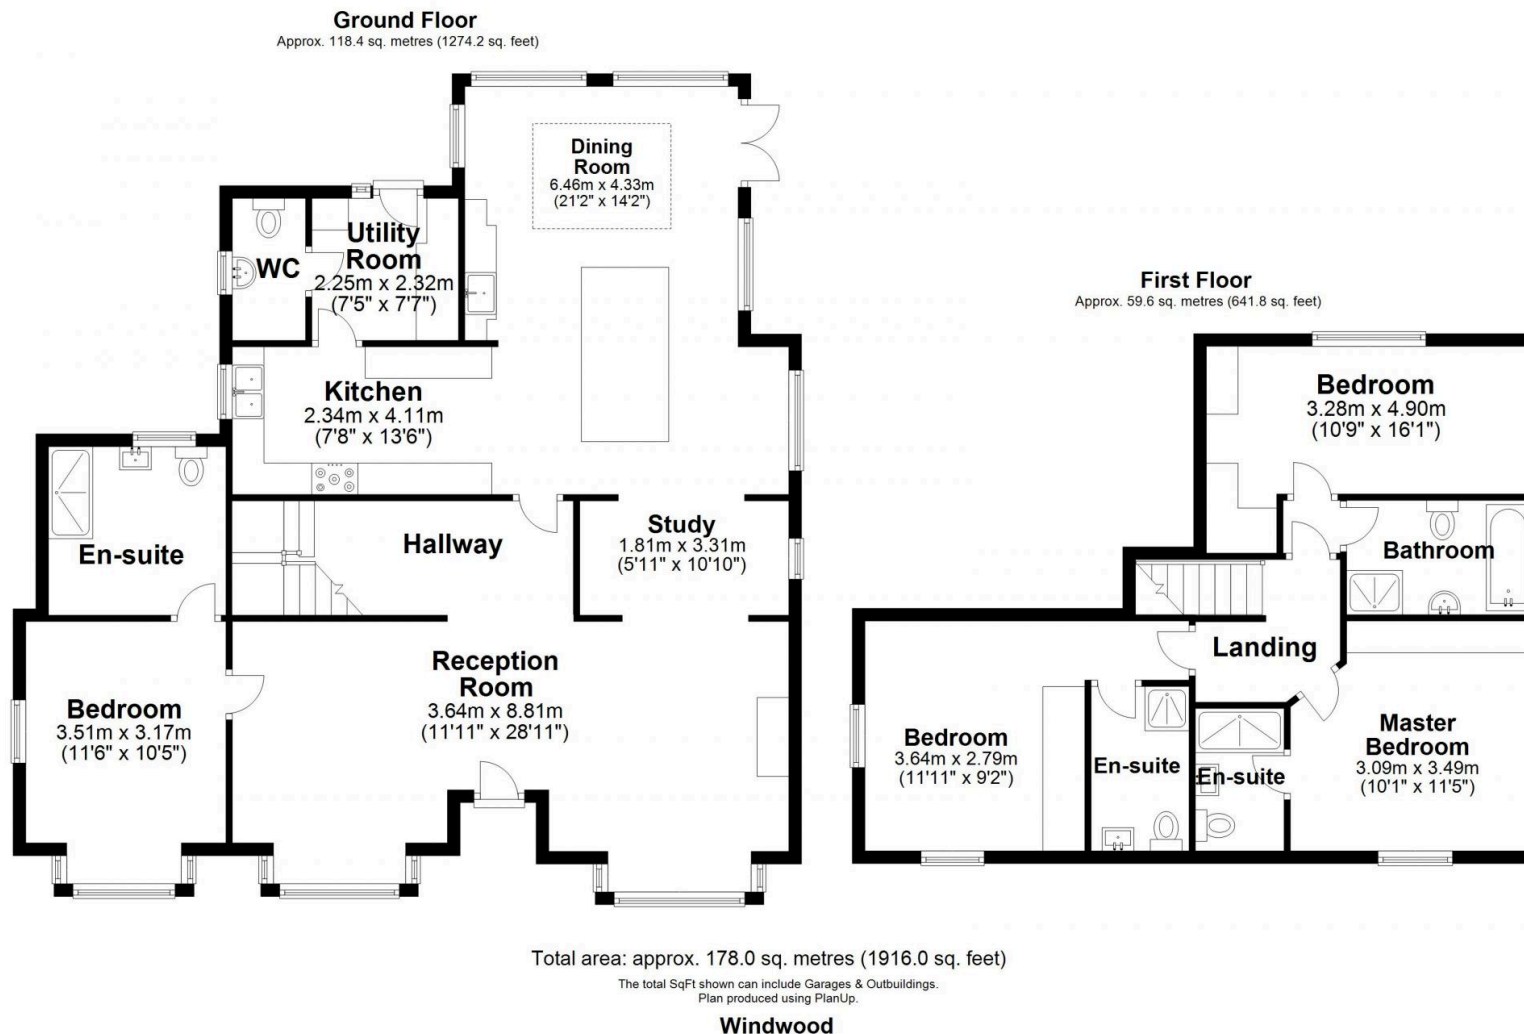 Ground Floor
Approx. 118.4 sq. metres (1274.2 sq. feet)
Dining
Room
6.46m x 4.33m
(21'2" x 14'2")
Utility
Room
2.25m x 2.32m
(7'5" x 7'7")
WC
Kitchen
2.34m x 4.11m
(7'8" x 13'6")
En-suite
Hallway
Study
1.81m x 3.31m
(5'11" x 10'10")
Bedroom
3.51m x 3.17m
(11'6" x 10'5")
Reception
Room
3.64m x 8.81m
(11'11" x 28'11")
First Floor
Approx. 59.6 sq. metres (641.8 sq. feet)
Bedroom
3.28m x 4.90m
(10'9" x 16'1")
Bathroom
Landing
Bedroom
3.64m x 2.79m
(11'11" x 9'2")
En-suite
En-suite
Master
Bedroom
3.09m x 3.49m
(10'1" x 11'5")
Total area: approx. 178.0 sq. metres (1916.0 sq. feet)
The total SqFt shown can include Garages & Outbuildings.
Plan produced using PlanUp.
Windwood